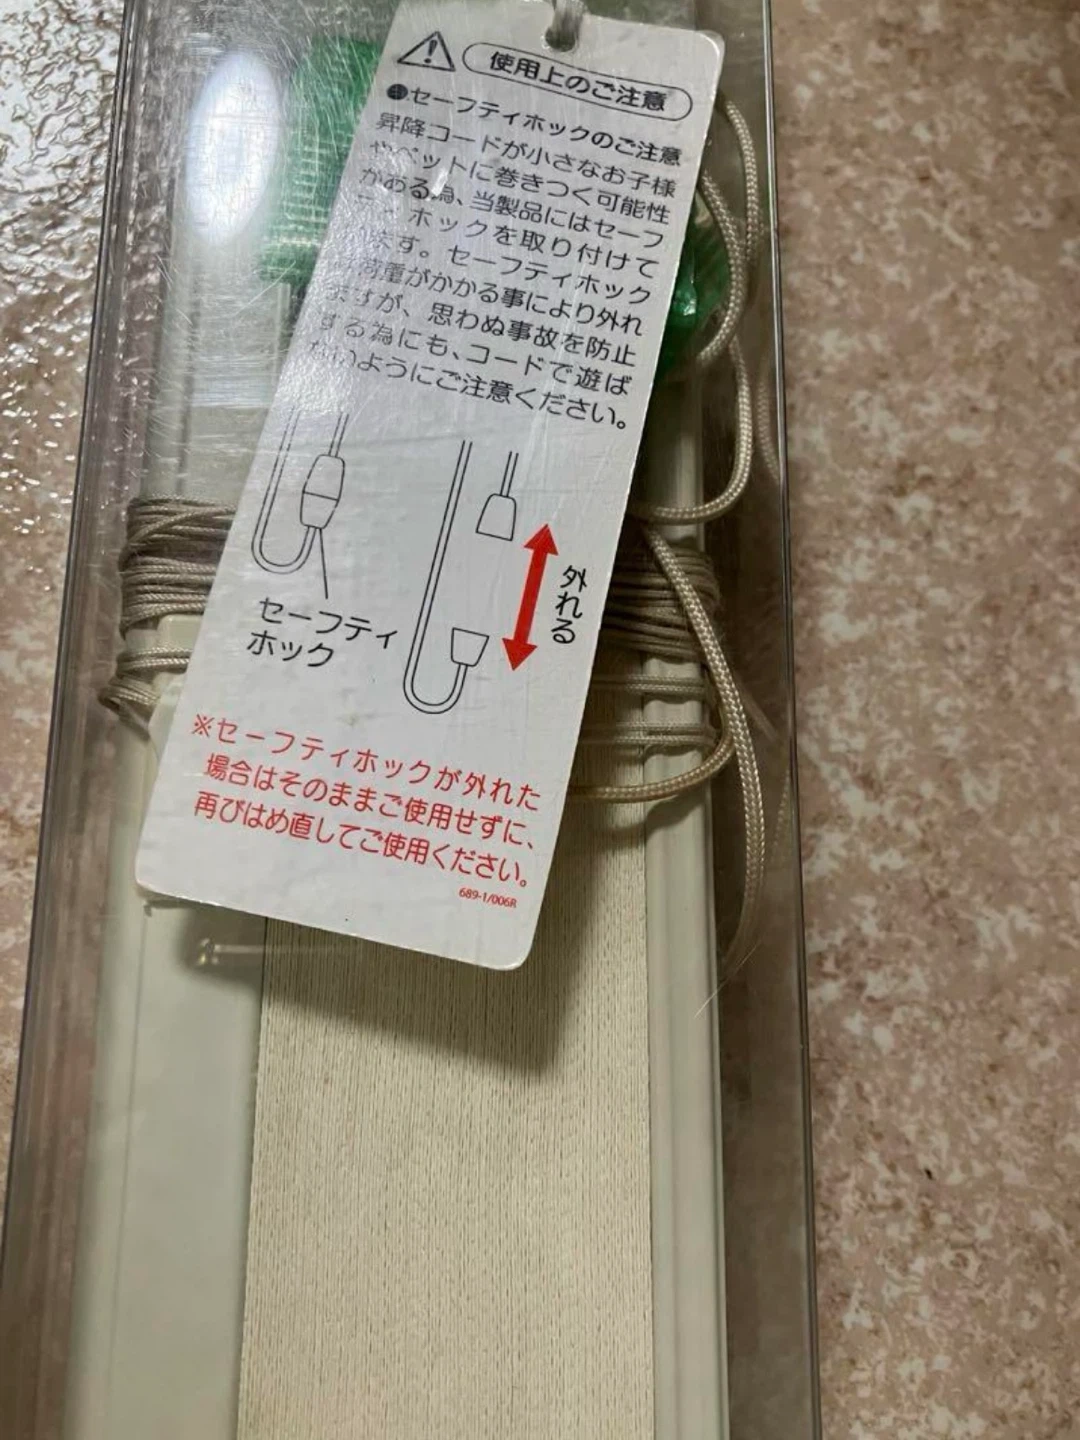 使用上のご注意
●セーフティホックのご注意
昇降コードが小さなお子様
やペットに巻きつく可能性
がある為、当製品にはセーフ
ティホックを取り付けて
います。セーフティホック
は荷重がかかる事により外れ
ますが、思わぬ事故を防止
する為にも、コードで遊ば
ないようにご注意ください。
セーフティ
ホック
外れる
※セーフティホックが外れた
場合はそのままご使用せずに、
再びはめ直してご使用ください。
689-1/006R